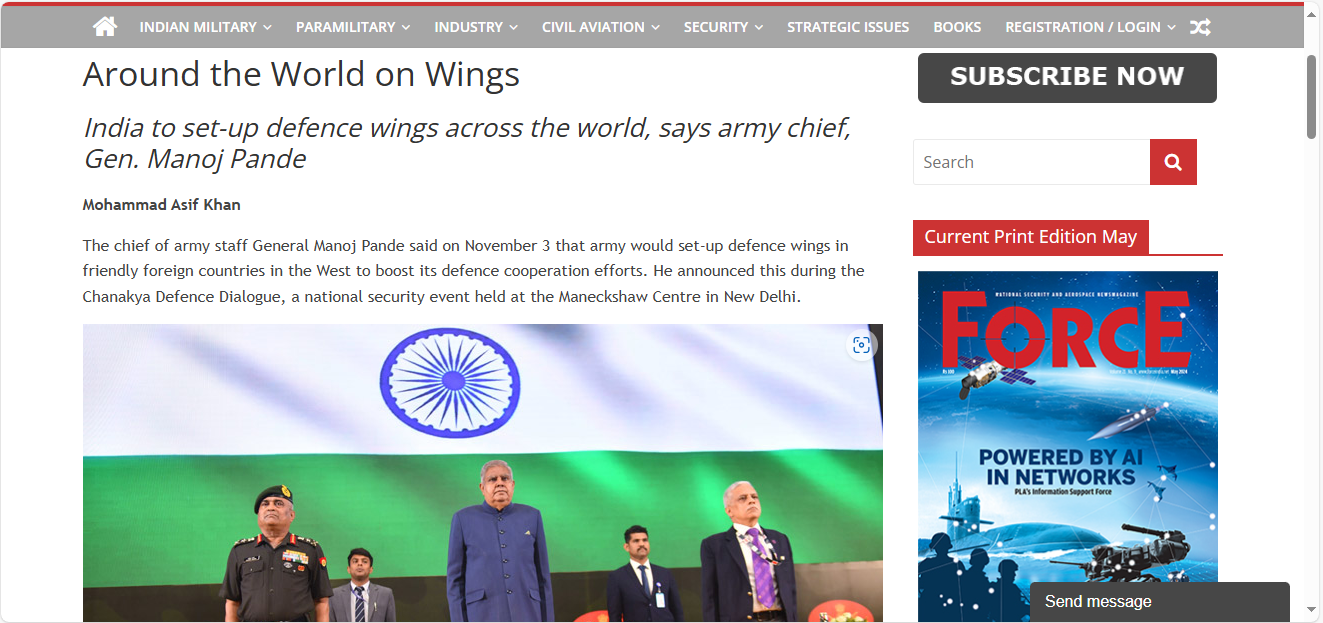 INDIAN MILITARY PARAMILITARY INDUSTRY CIVIL AVIATION SECURITY STRATEGIC ISSUES BOOKS REGISTRATION / LOGIN
Around the World on Wings
India to set-up defence wings across the world, says army chief,
Gen. Manoj Pande
Mohammad Asif Khan
The chief of army staff General Manoj Pande said on November 3 that army would set-up defence wings in
friendly foreign countries in the West to boost its defence cooperation efforts. He announced this during the
Chanakya Defence Dialogue, a national security event held at the Maneckshaw Centre in New Delhi.
SUBSCRIBE NOW
Search
Current Print Edition May
NATIONAL SECURITY AND AEROSPACE NEWSMAGAZINE
FORCE
May 2024
POWERED BY AI
IN NETWORKS
PLA's Information Support Force
Send message